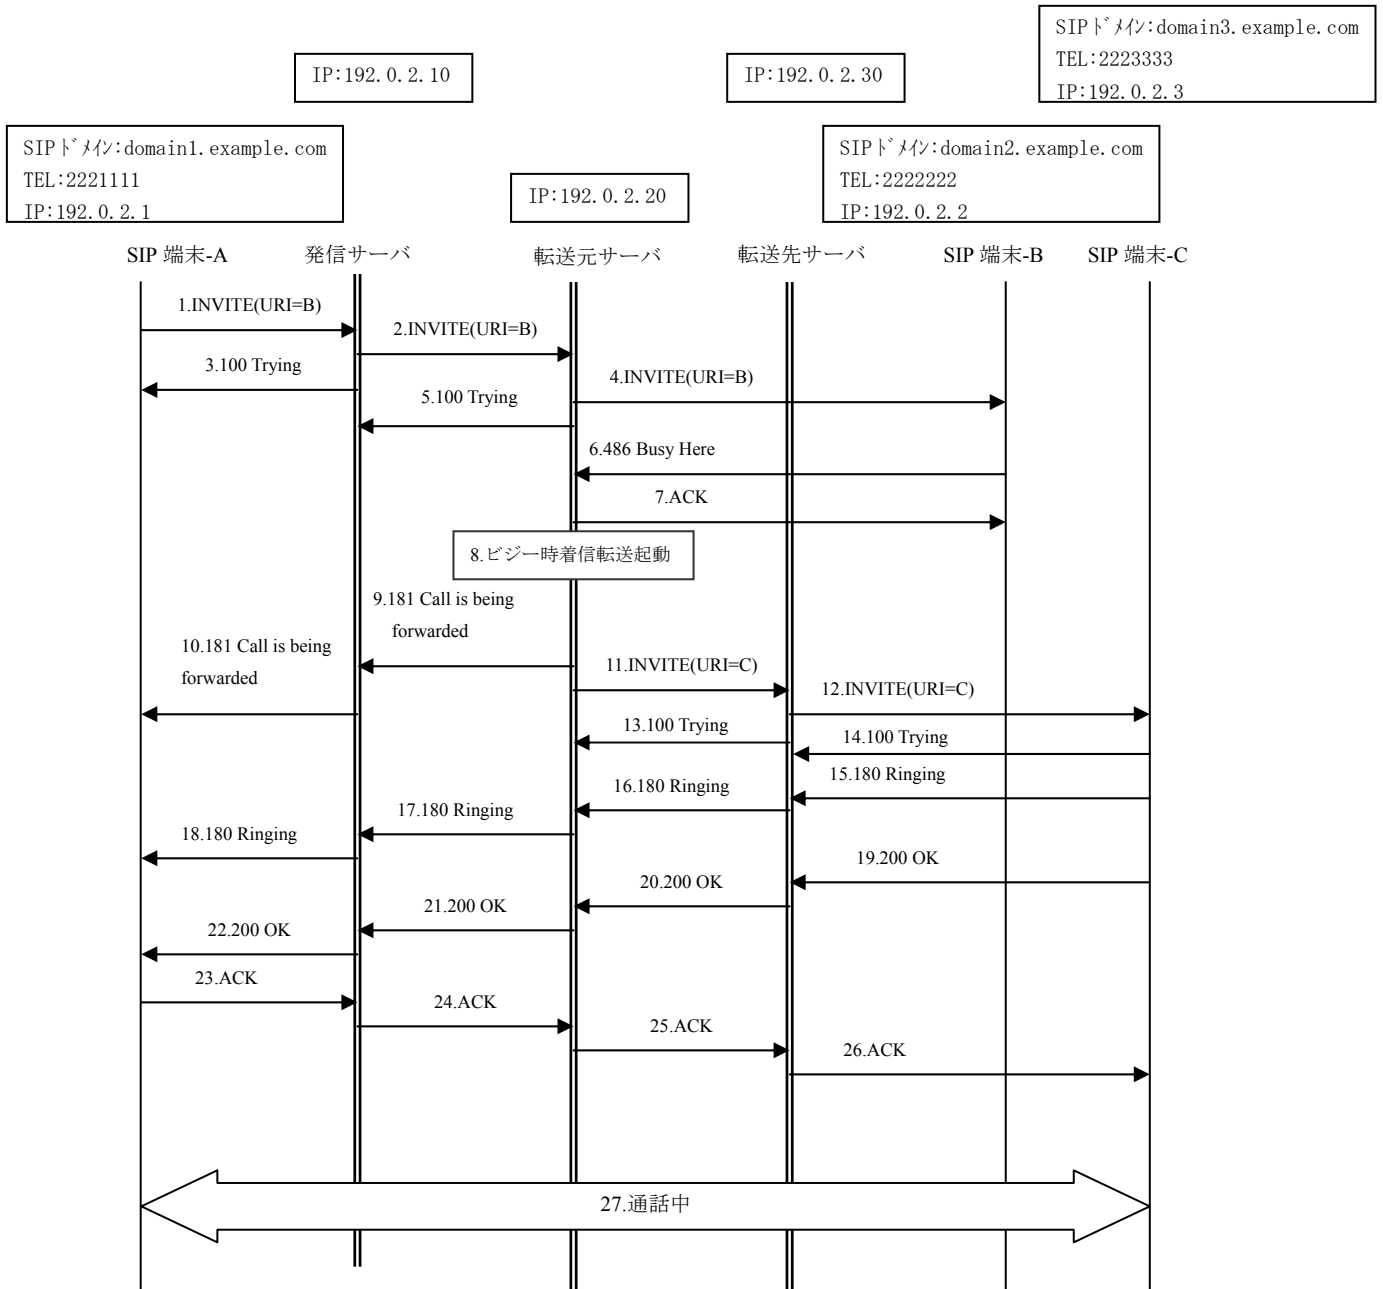 SIPﾄﾞﾒｲﾝ:domain3.example.com
TEL:2223333
IP:192.0.2.3
IP:192.0.2.10
IP:192.0.2.30
SIPﾄﾞﾒｲﾝ:domain1.example.com
TEL:2221111
IP:192.0.2.1
IP:192.0.2.20
SIPﾄﾞﾒｲﾝ:domain2.example.com
TEL:2222222
IP:192.0.2.2
SIP 端末-A
発信サーバ
転送元サーバ
転送先サーバ
SIP 端末-B
SIP 端末-C
1.INVITE(URI=B)
2.INVITE(URI=B)
3.100 Trying
4.INVITE(URI=B)
5.100 Trying
6.486 Busy Here
7.ACK
8.ビジー時着信転送起動
9.181 Call is being
forwarded
10.181 Call is being
forwarded
11.INVITE(URI=C)
12.INVITE(URI=C)
13.100 Trying
14.100 Trying
15.180 Ringing
16.180 Ringing
17.180 Ringing
18.180 Ringing
19.200 OK
20.200 OK
21.200 OK
22.200 OK
23.ACK
24.ACK
25.ACK
26.ACK
27.通話中